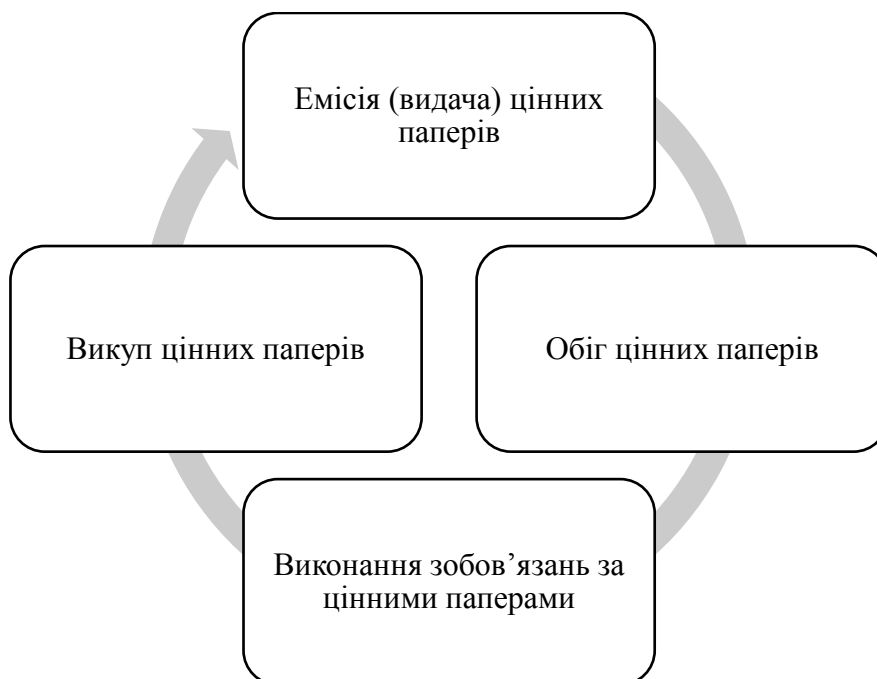 Емісія (видача) цінних
паперів
Обіг цінних паперів
Виконання зобов’язань за
цінними паперами
Викуп цінних паперів